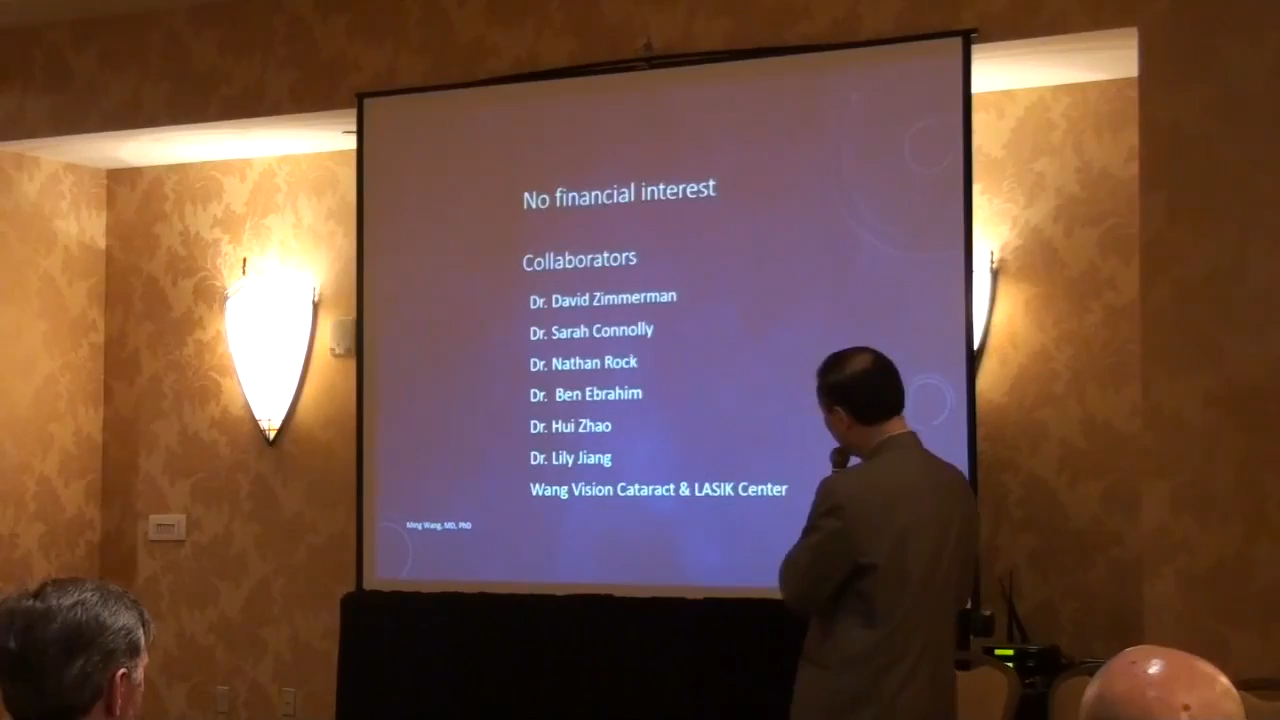 No financial interest
Collaborators
Dr. David Zimmerman
Dr. Sarah Connolly
Dr. Nathan Rock
Dr. Ben Ebrahim
Dr. Hui Zhao
Dr. Lily Jiang
Wang Vision Cataract & LASIK Center
Ming Wang, MD, PhD